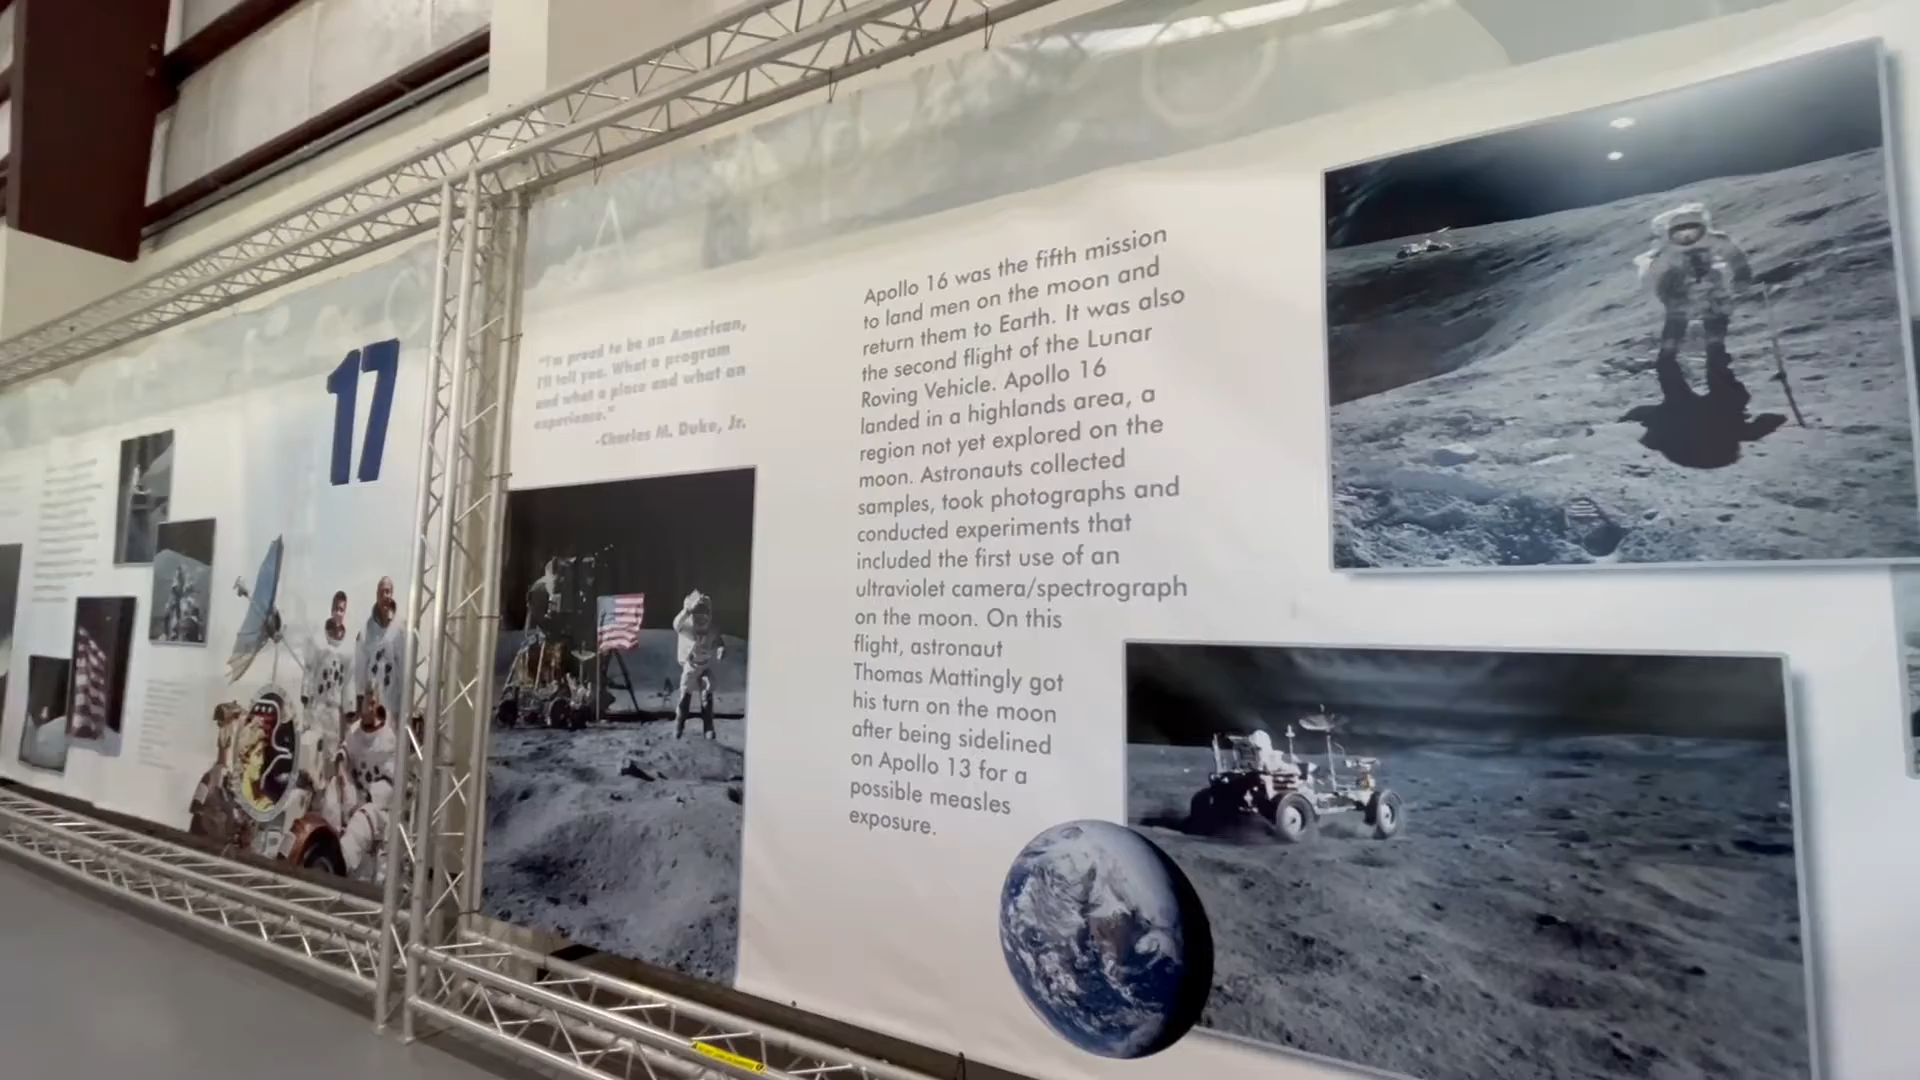 17
"I'm proud to be an American,
I'll tell you. What a program
and what a place and what an
experience."
-Charles M. Duke, Jr.
Apollo 16 was the fifth mission
to land men on the moon and
return them to Earth. It was also
the second flight of the Lunar
Roving Vehicle. Apollo 16
landed in a highlands area, a
region not yet explored on the
moon. Astronauts collected
samples, took photographs and
conducted experiments that
included the first use of an
ultraviolet camera/spectrograph
on the moon. On this
flight, astronaut
Thomas Mattingly got
his turn on the moon
after being sidelined
on Apollo 13 for a
possible measles
exposure.